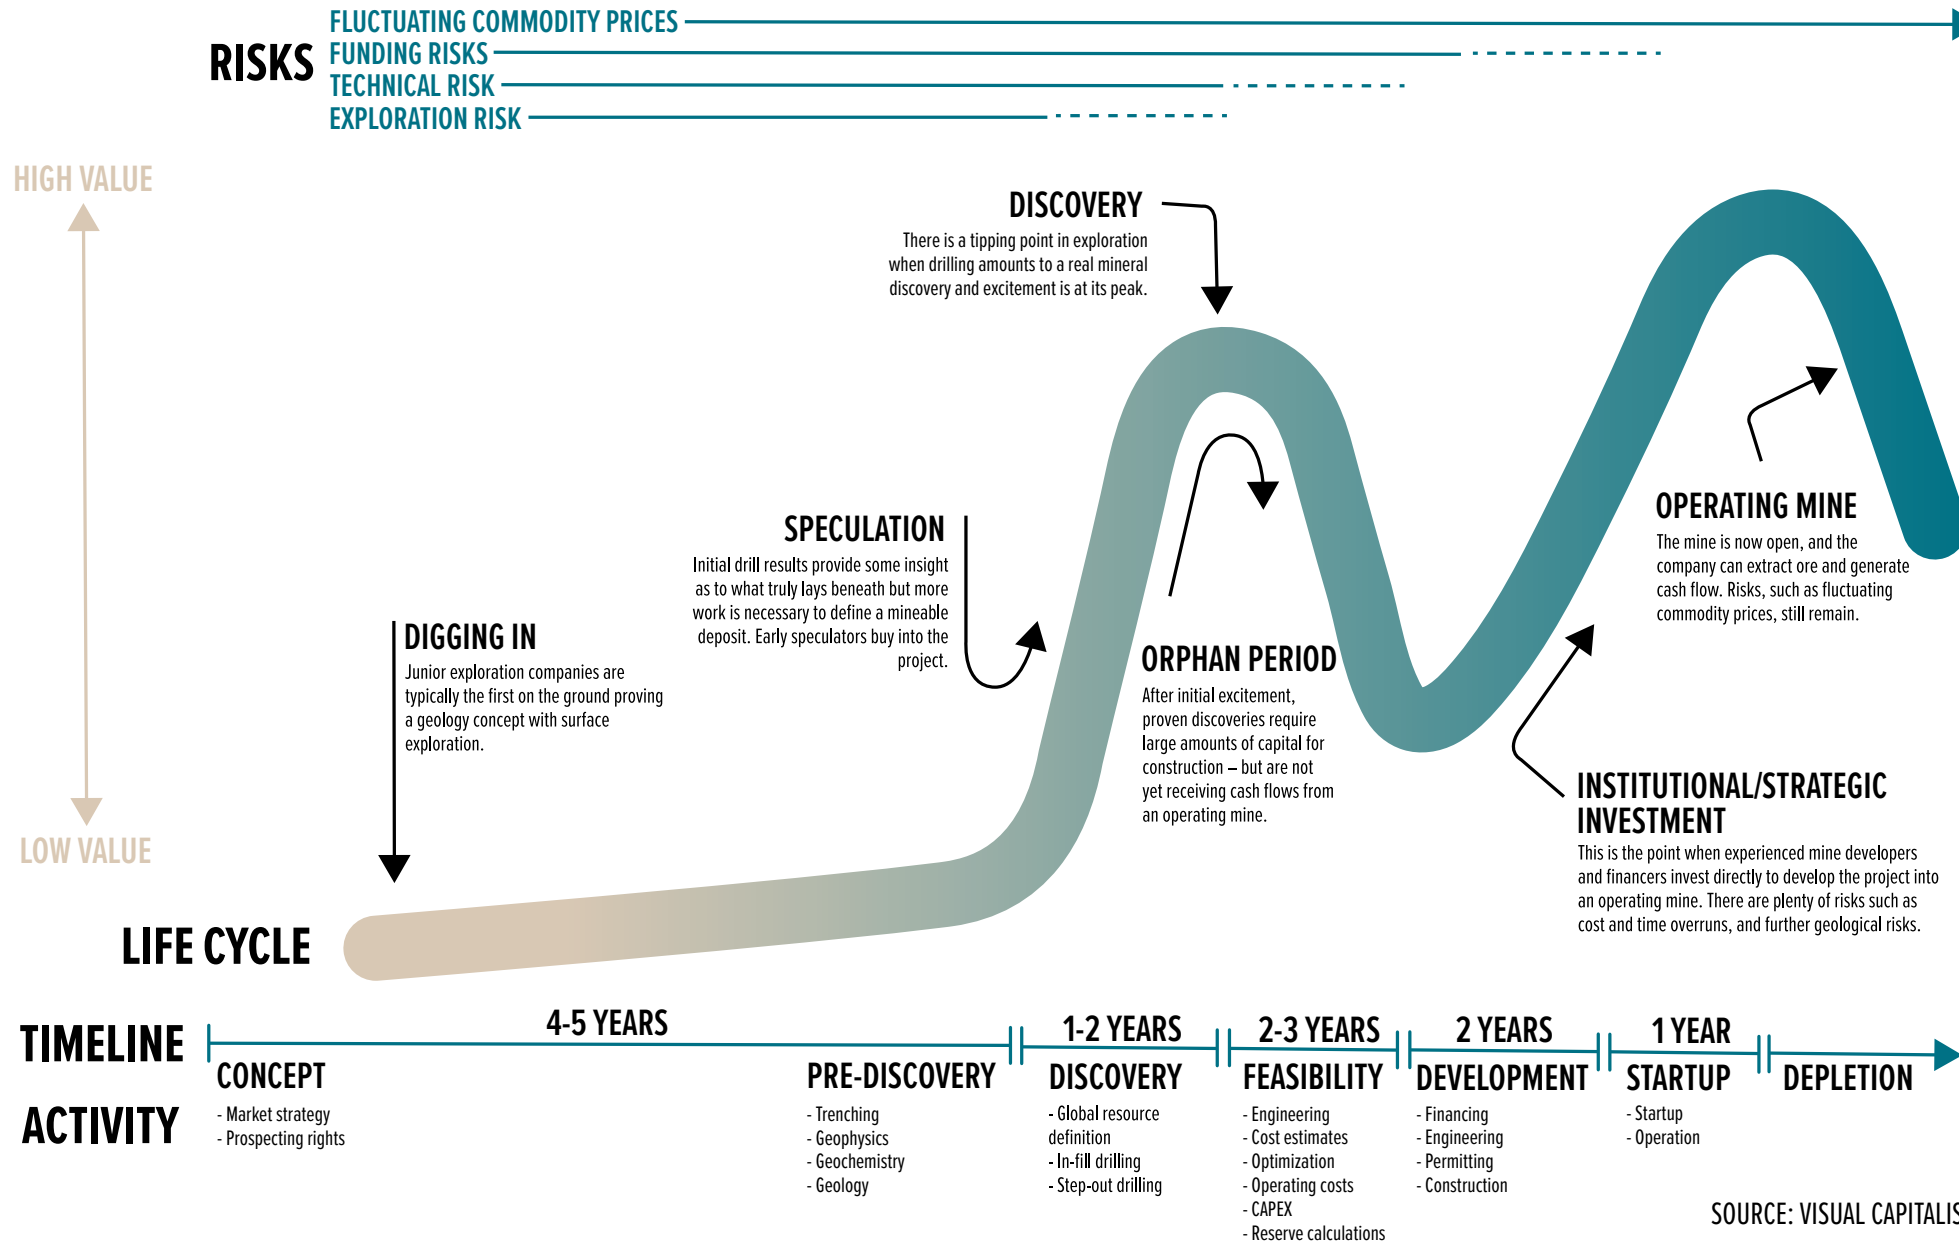 RISKS
FLUCTUATING COMMODITY PRICES
FUNDING RISKS
TECHNICAL RISK
EXPLORATION RISK
HIGH VALUE
LOW VALUE
DISCOVERY
There is a tipping point in exploration
when drilling amounts to a real mineral
discovery and excitement is at its peak.
SPECULATION
Initial drill results provide some insight
as to what truly lays beneath but more
work is necessary to define a mineable
deposit. Early speculators buy into the
project.
DIGGING IN
Junior exploration companies are
typically the first on the ground proving
a geology concept with surface
exploration.
ORPHAN PERIOD
After initial excitement,
proven discoveries require
large amounts of capital for
construction – but are not
yet receiving cash flows from
an operating mine.
OPERATING MINE
The mine is now open, and the
company can extract ore and generate
cash flow. Risks, such as fluctuating
commodity prices, still remain.
INSTITUTIONAL/STRATEGIC
INVESTMENT
This is the point when experienced mine developers
and financers invest directly to develop the project into
an operating mine. There are plenty of risks such as
cost and time overruns, and further geological risks.
LIFE CYCLE
TIMELINE
4-5 YEARS
1-2 YEARS
2-3 YEARS
2 YEARS
1 YEAR
ACTIVITY
CONCEPT
- Market strategy
- Prospecting rights
PRE-DISCOVERY
- Trenching
- Geophysics
- Geochemistry
- Geology
DISCOVERY
- Global resource
definition
- In-fill drilling
- Step-out drilling
FEASIBILITY
- Engineering
- Cost estimates
- Optimization
- Operating costs
- CAPEX
- Reserve calculations
DEVELOPMENT
- Financing
- Engineering
- Permitting
- Construction
STARTUP
- Startup
- Operation
DEPLETION
SOURCE: VISUAL CAPITALIS